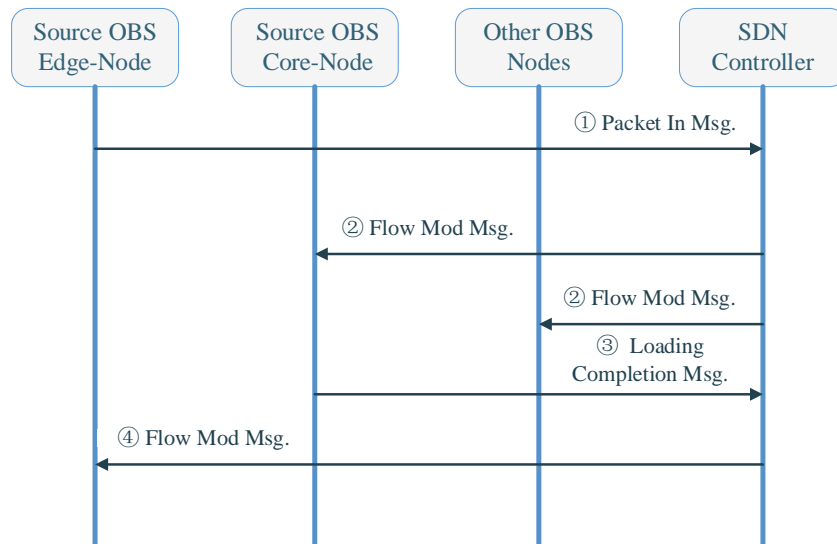 Source OBS
Edge-Node
Source OBS
Core-Node
Other OBS
Nodes
SDN
Controller
① Packet In Msg.
② Flow Mod Msg.
② Flow Mod Msg.
③ Loading
Completion Msg.
④ Flow Mod Msg.